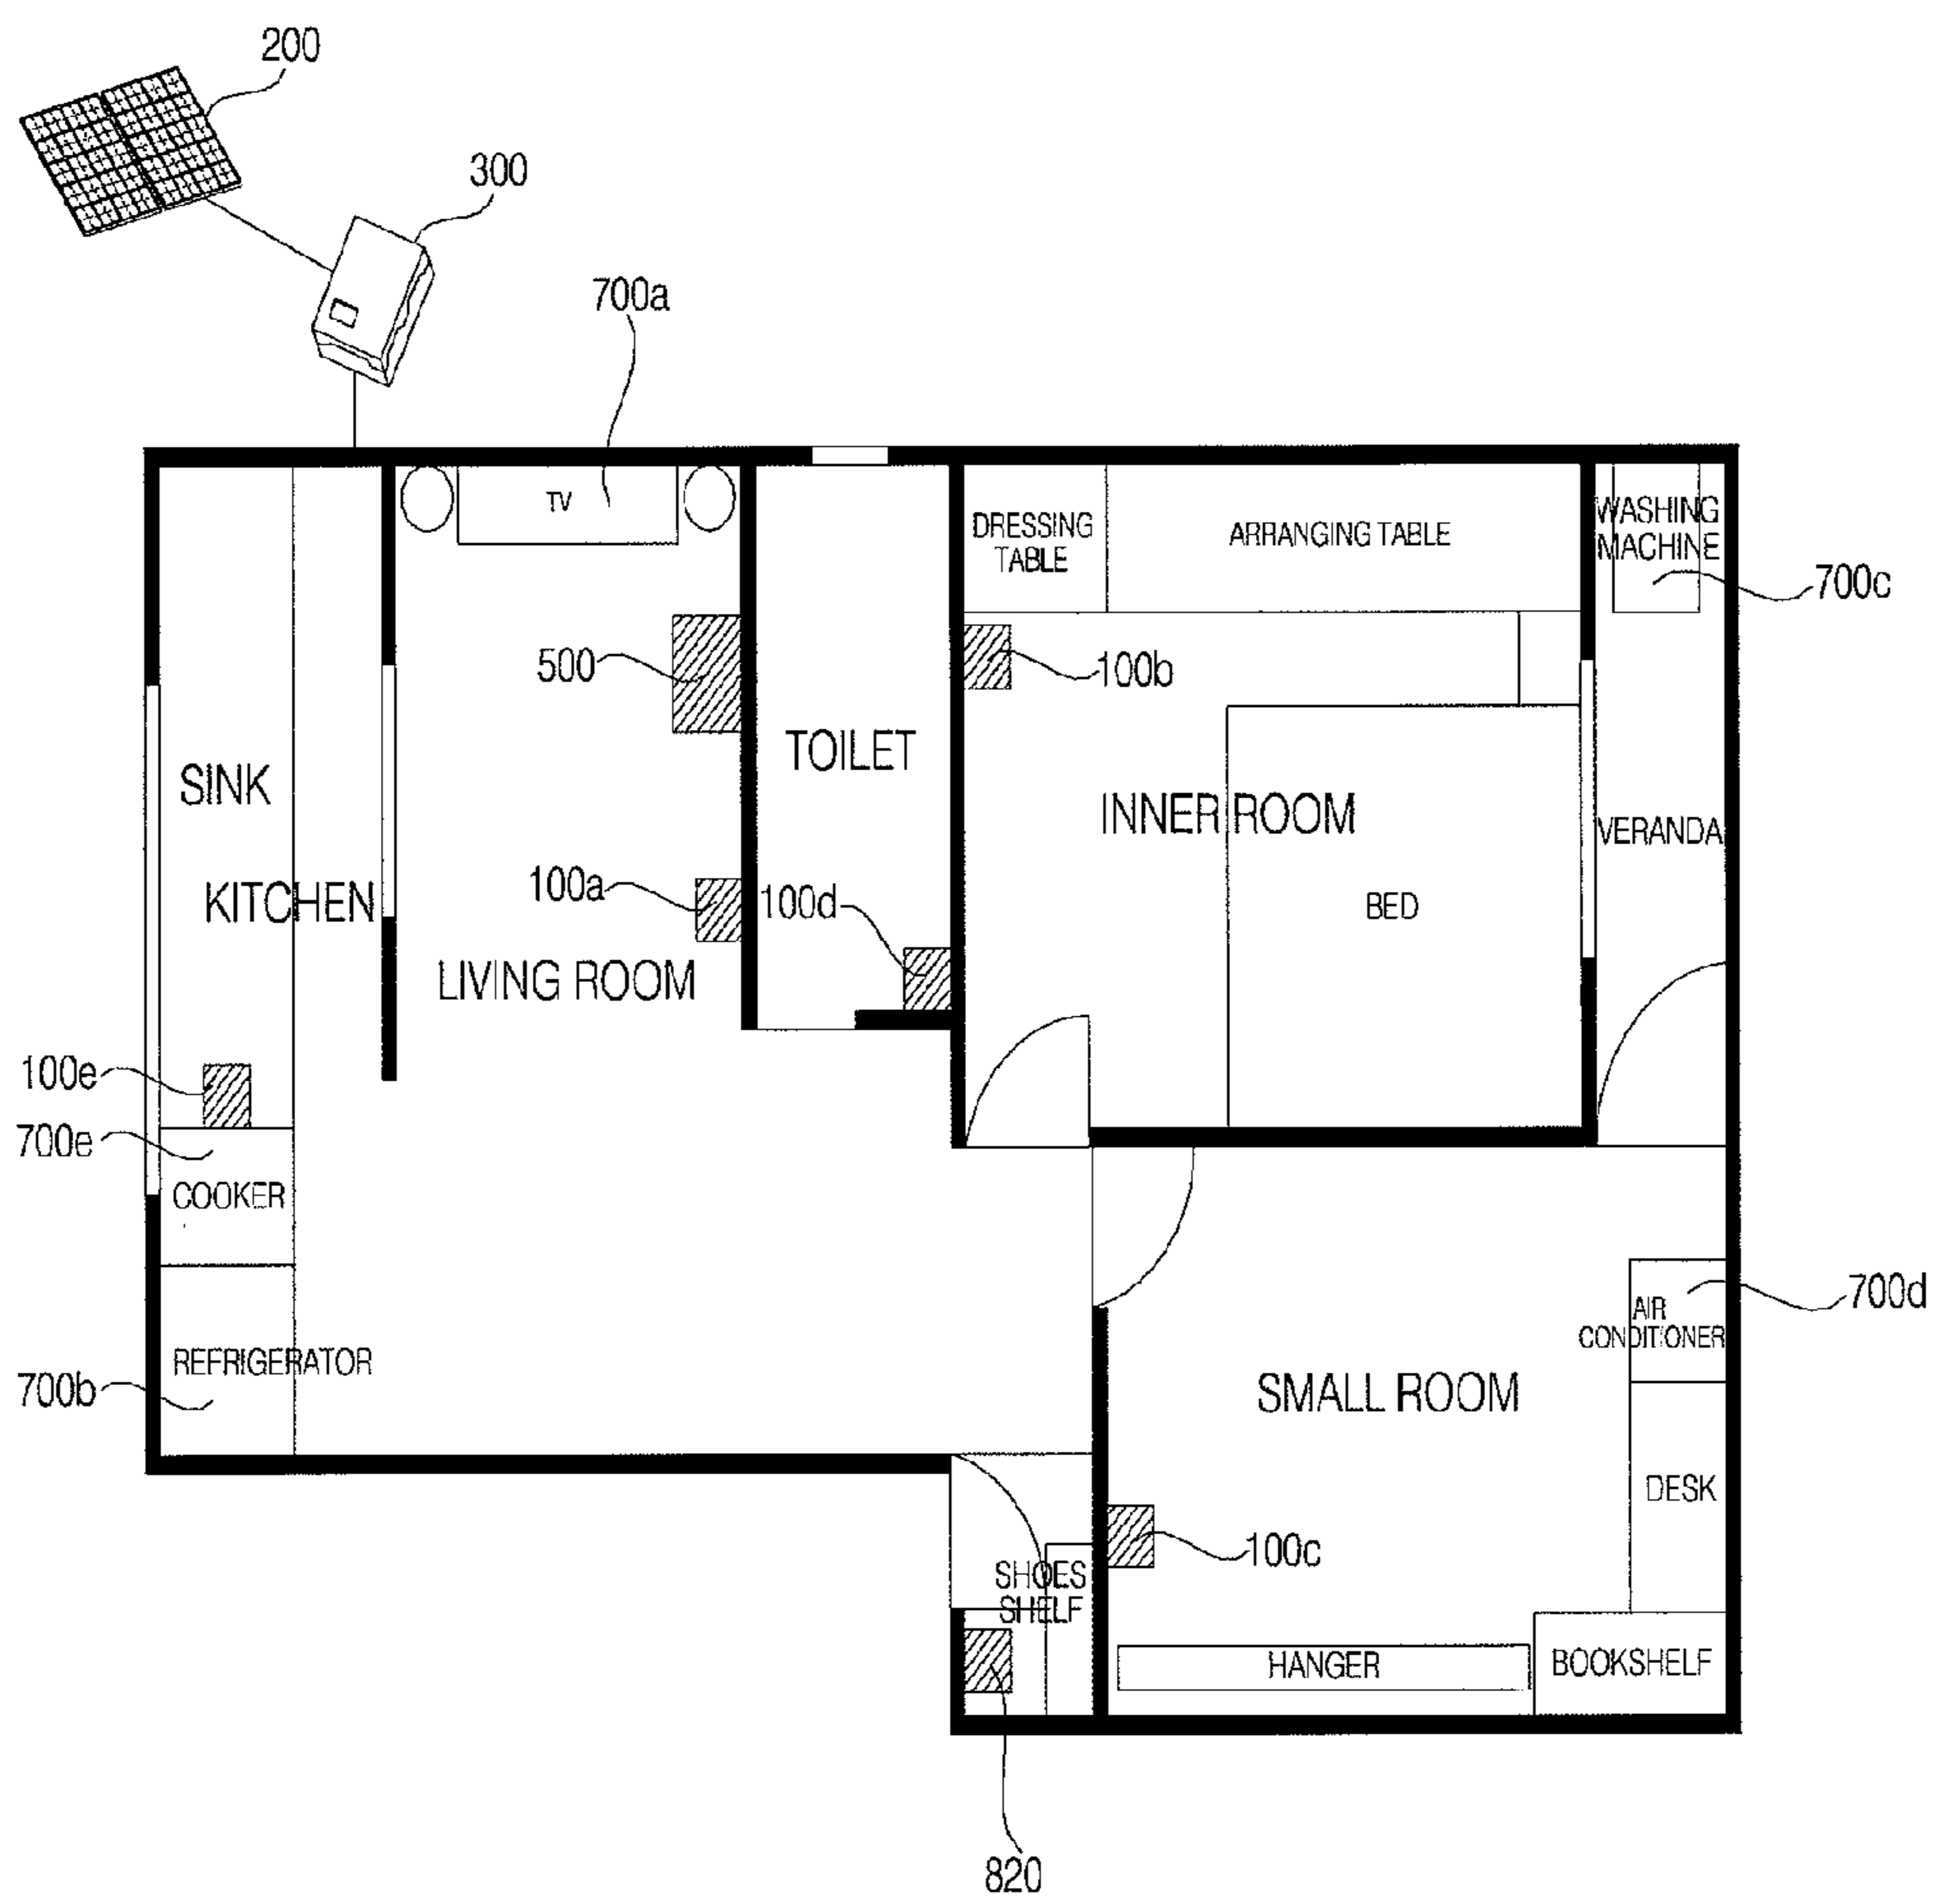 200
300
700a
TV
DRESSING
TABLE
ARRANGING TABLE
WASHING
MACHINE
700c
500
100b
TOILET
SINK
INNER ROOM
VERANDA
KITCHEN
100a
100d
BED
LIVING ROOM
100e
700e
COOKER
700d
AIR
CONDITIONER
REFRIGERATOR
700b
SMALL ROOM
DESK
100c
SHOES
SHELF
HANGER
BOOKSHELF
820